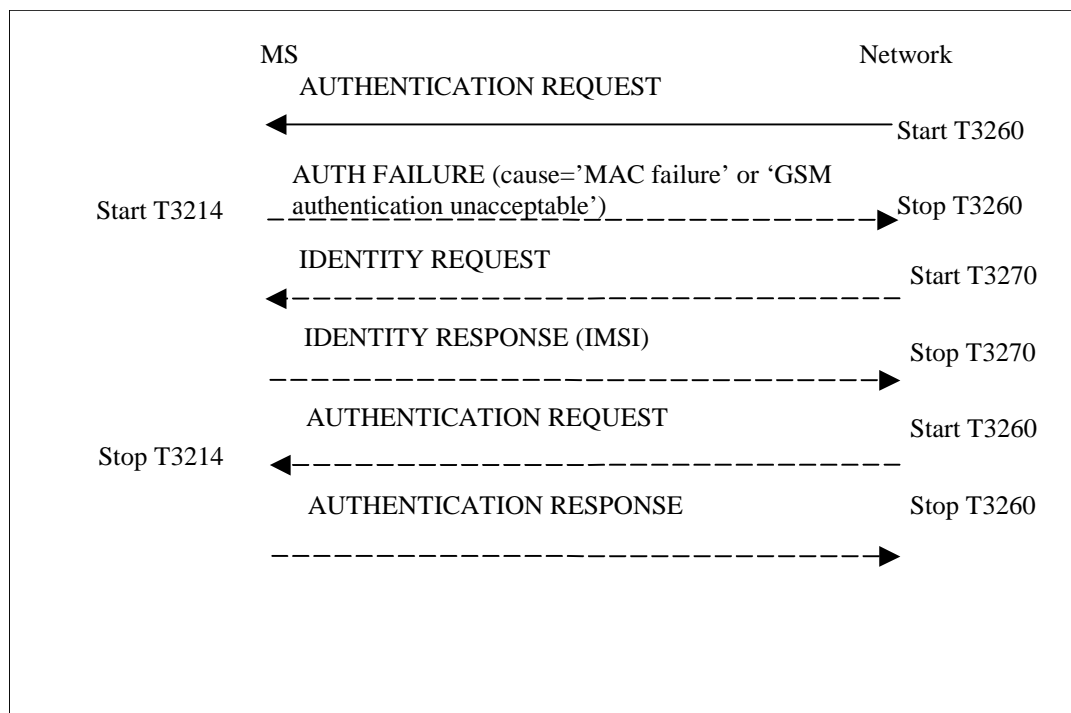 MS
Network
AUTHENTICATION REQUEST
Start T3260
AUTH FAILURE (cause=’MAC failure’ or ‘GSM
authentication unacceptable’)
Start T3214
Stop T3260
IDENTITY REQUEST
Start T3270
IDENTITY RESPONSE (IMSI)
Stop T3270
AUTHENTICATION REQUEST
Start T3260
Stop T3214
AUTHENTICATION RESPONSE
Stop T3260